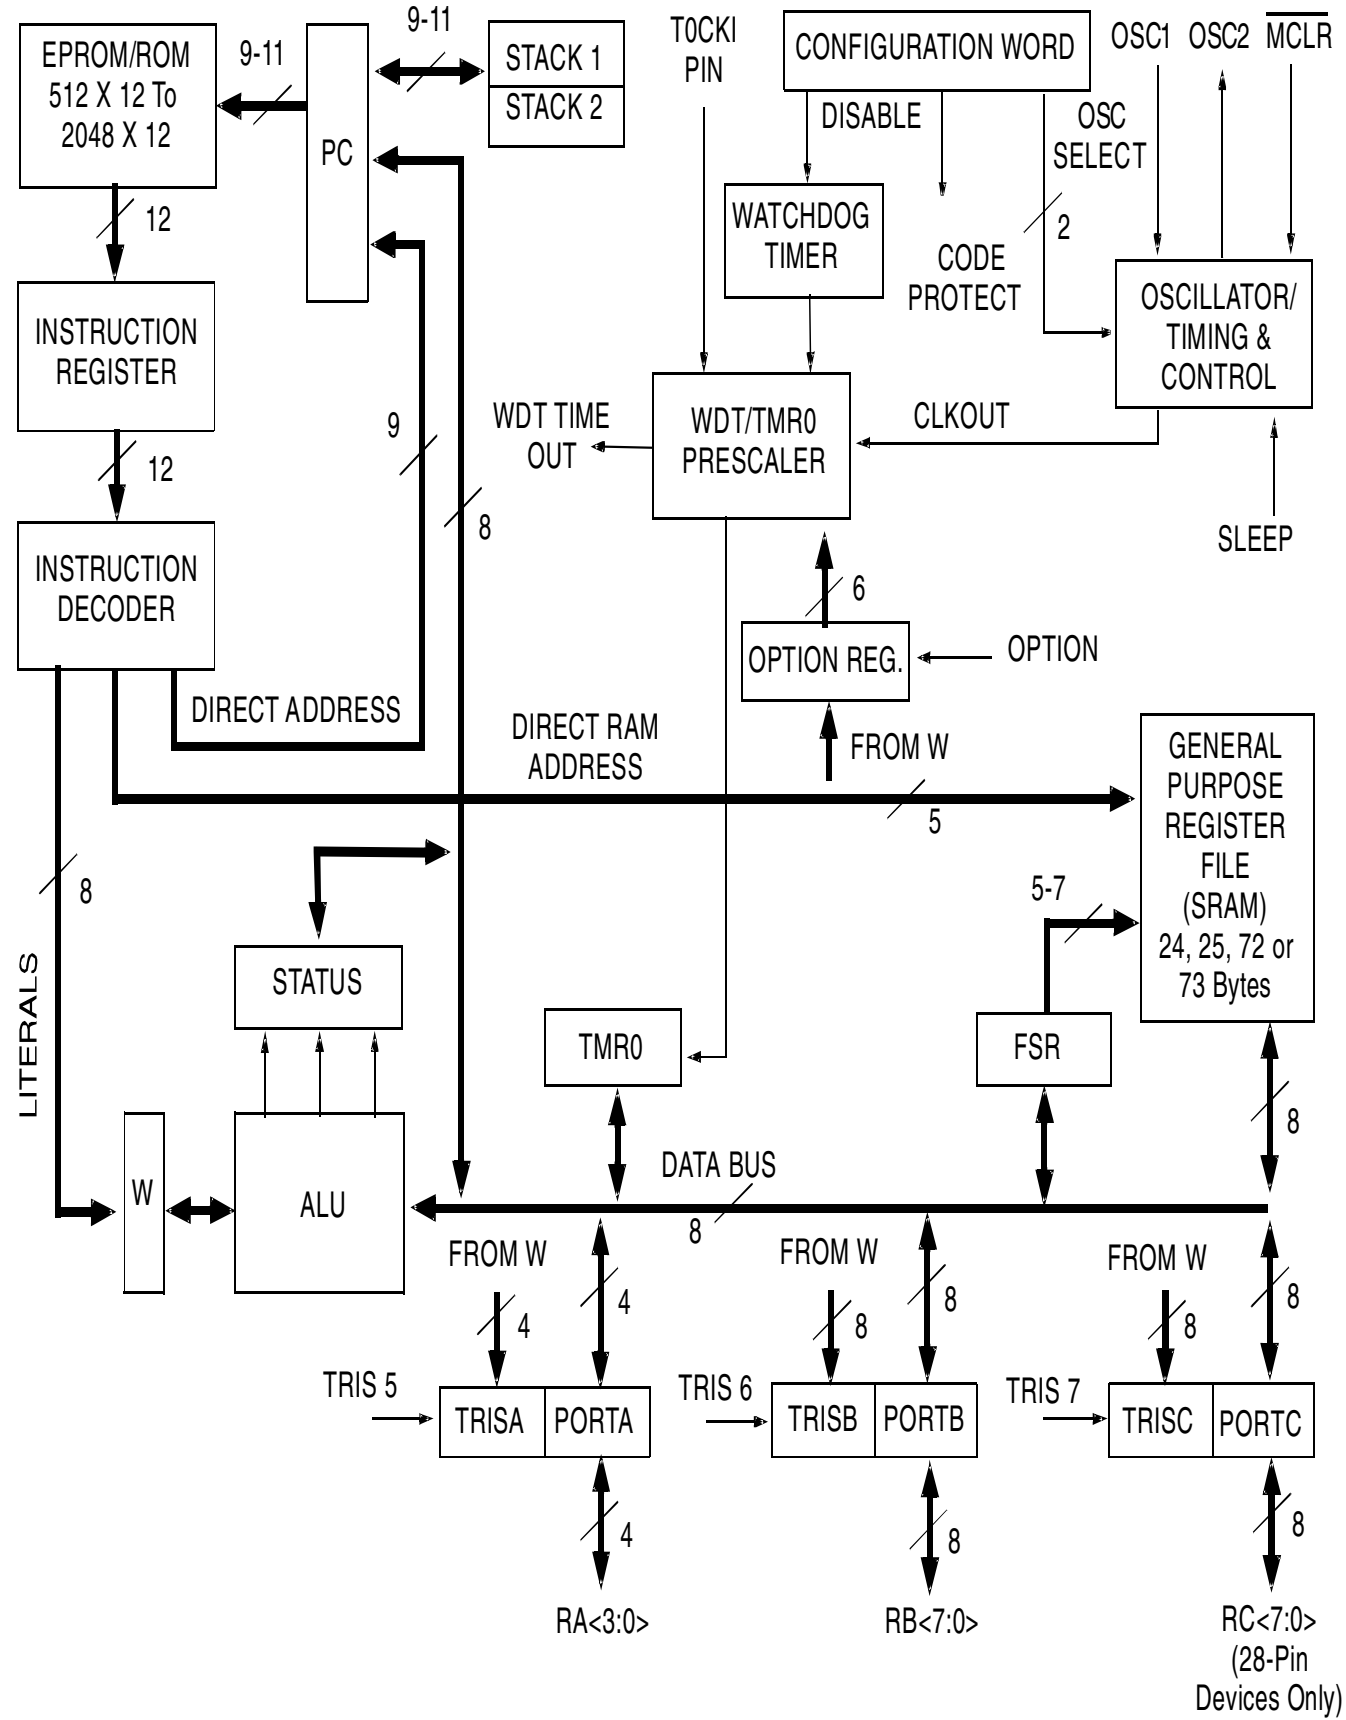 9-11
T0CKI
PIN
CONFIGURATION WORD
OSC1 OSC2 MCLR
EPROM/ROM
512 X 12 To
2048 X 12
9-11
STACK 1
STACK 2
PC
DISABLE
OSC
SELECT
12
WATCHDOG
TIMER
2
CODE
PROTECT
INSTRUCTION
REGISTER
OSCILLATOR/
TIMING &
CONTROL
9
WDT TIME
OUT
WDT/TMR0
PRESCALER
CLKOUT
12
8
SLEEP
INSTRUCTION
DECODER
6
OPTION REG.
OPTION
DIRECT ADDRESS
DIRECT RAM
ADDRESS
FROM W
5
GENERAL
PURPOSE
REGISTER
FILE
(SRAM)
24, 25, 72 or
73 Bytes
8
LITERALS
5-7
STATUS
TMR0
FSR
8
W
ALU
DATA BUS
8
FROM W
4
4
FROM W
8
8
FROM W
8
8
TRIS 5
TRISA
PORTA
TRIS 6
TRISB
PORTB
TRIS 7
TRISC
PORTC
4
8
8
RA<3:0>
RB<7:0>
RC<7:0>
(28-Pin
Devices Only)